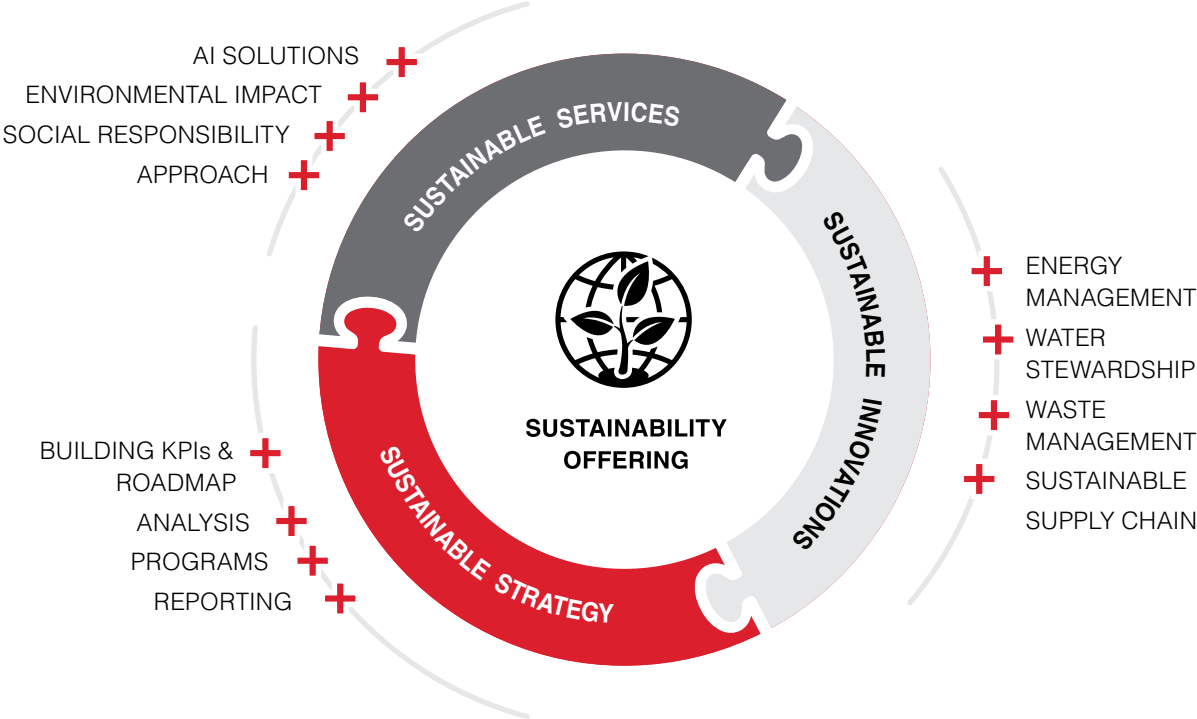 AI SOLUTIONS
ENVIRONMENTAL IMPACT
SOCIAL RESPONSIBILITY
APPROACH
SUSTAINABLE SERVICES
SUSTAINABLE INNOVATIONS
ENERGY
MANAGEMENT
WATER
STEWARDSHIP
WASTE
MANAGEMENT
SUSTAINABLE
SUPPLY CHAIN
SUSTAINABILITY
OFFERING
SUSTAINABLE STRATEGY
BUILDING KPIs &
ROADMAP
ANALYSIS
PROGRAMS
REPORTING